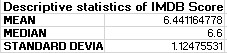 Descriptive statistics of IMDB Score
MEAN 6.441164778
MEDIAN 6.6
STANDARD DEVIA 1.12475531